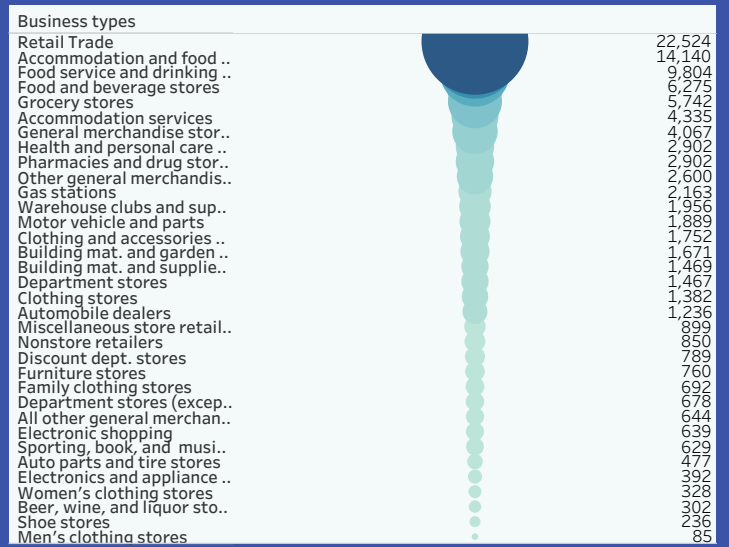 Business types
Retail Trade 22,524
Accommodation and food .. 14,140
Food service and drinking .. 9,804
Food and beverage stores 6,275
Grocery stores 5,742
Accommodation services 4,335
General merchandise stor.. 4,067
Health and personal care .. 2,902
Pharmacies and drug stor.. 2,902
Other general merchandis.. 2,600
Gas stations 2,163
Warehouse clubs and sup.. 1,956
Motor vehicle and parts 1,889
Clothing and accessories .. 1,752
Building mat. and garden .. 1,671
Building mat. and supplie.. 1,469
Department stores 1,467
Clothing stores 1,382
Automobile dealers 1,236
Miscellaneous store retail.. 899
Nonstore retailers 850
Discount dept. stores 789
Furniture stores 760
Family clothing stores 692
Department stores (excep.. 678
All other general merchan.. 644
Electronic shopping 639
Sporting, book, and musi.. 629
Auto parts and tire stores 477
Electronics and appliance .. 392
Women's clothing stores 328
Beer, wine, and liquor sto.. 302
Shoe stores 236
Men's clothing stores 85